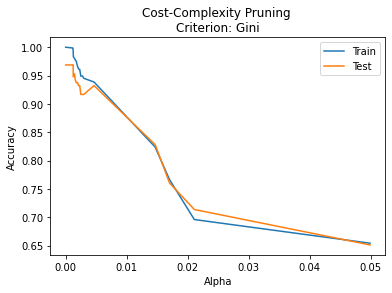 Cost-Complexity Pruning
Criterion: Gini
Train
Test
1.00
0.95
0.90
0.85
0.80
0.75
0.70
0.65
Accuracy
0.00 0.01 0.02 0.03 0.04 0.05
Alpha